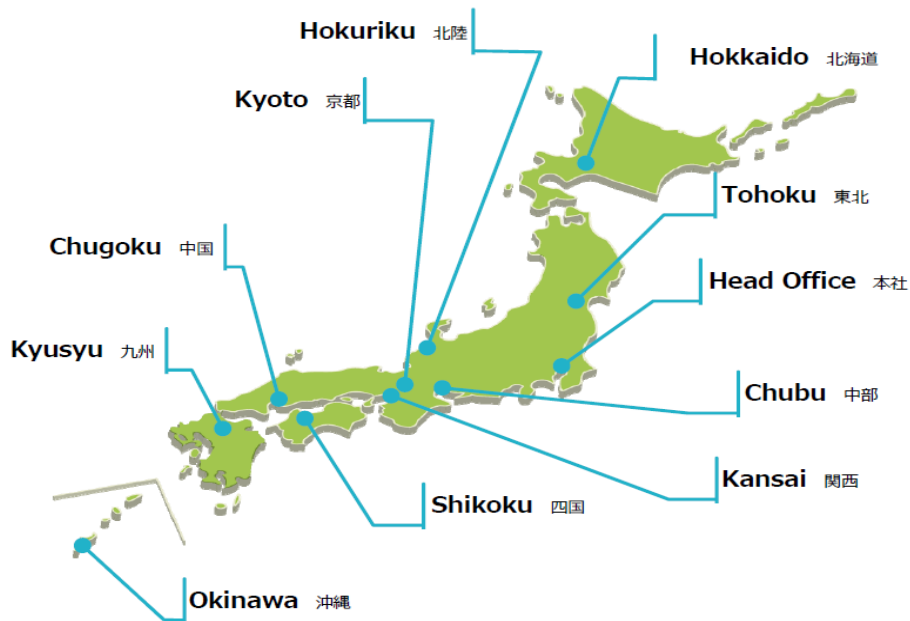 Hokuriku 北陸
Hokkaido 北海道
Kyoto 京都
Tohoku 東北
Chugoku 中国
Head Office 本社
Kyusyu 九州
Chubu 中部
Kansai 関西
Shikoku 四国
Okinawa 沖縄